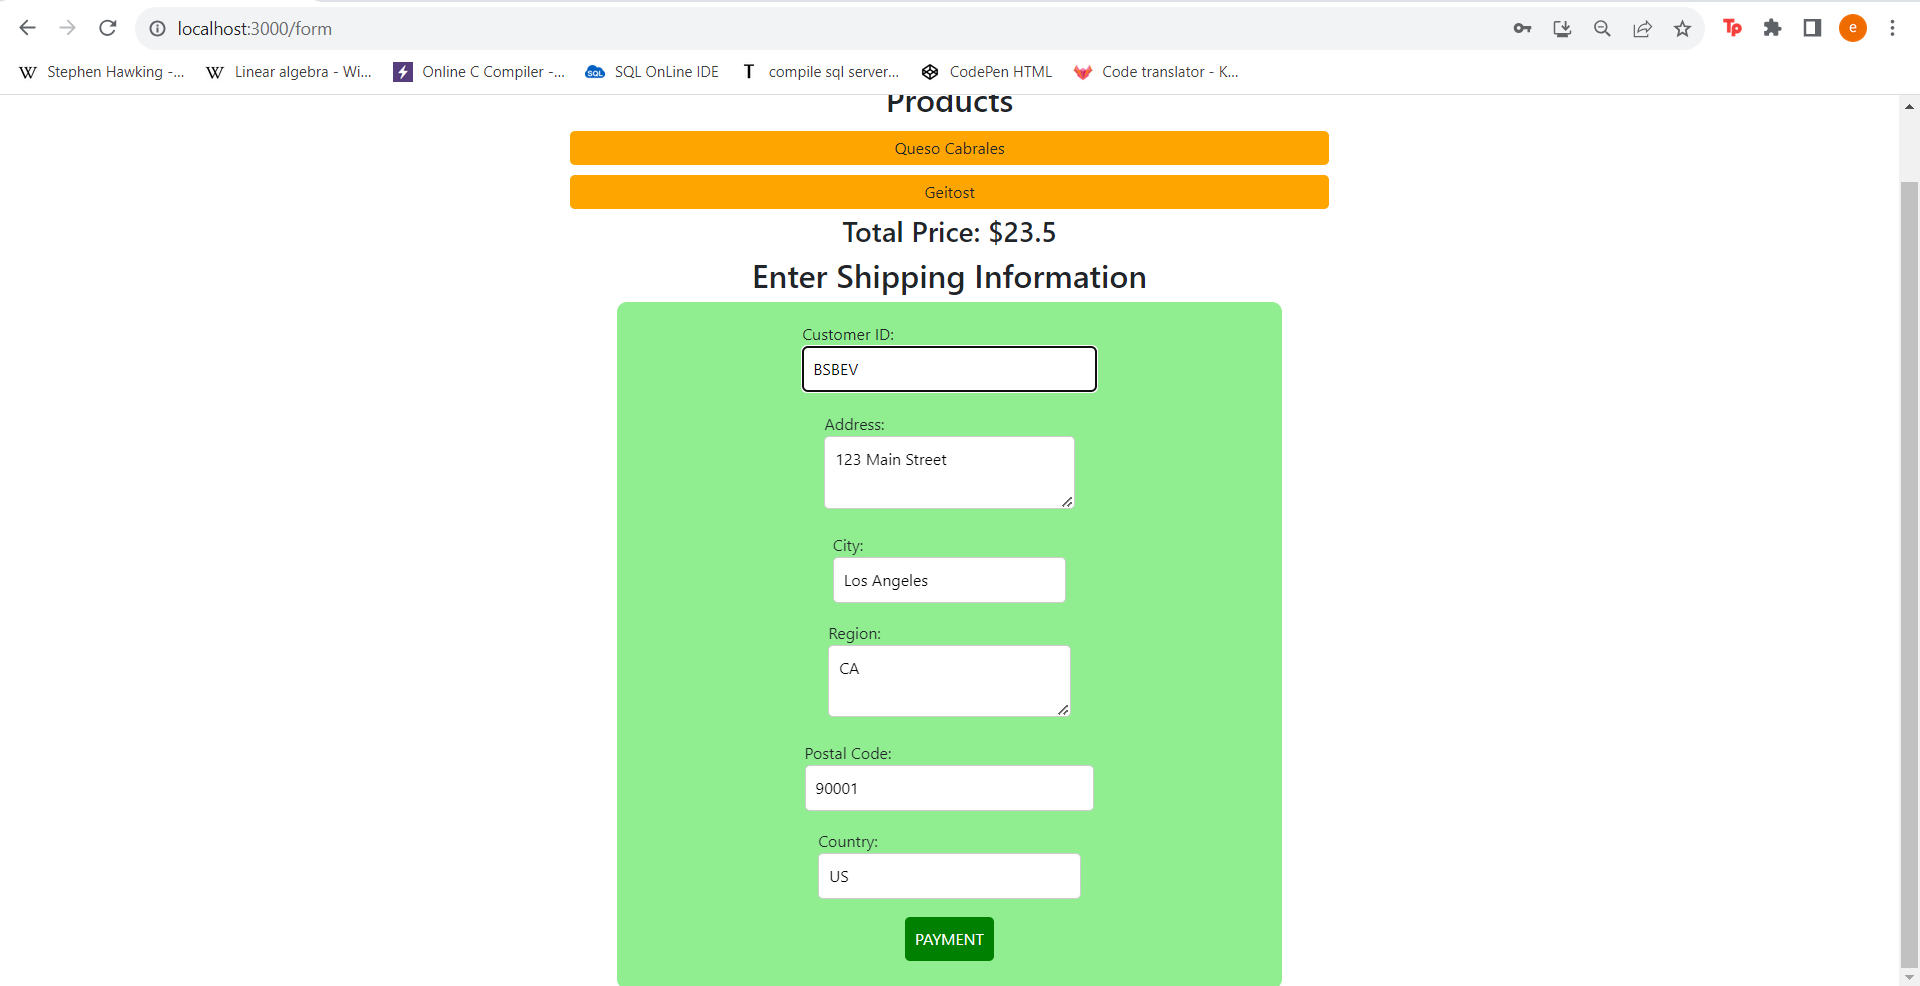 localhost:3000/form
Tp
e
W Stephen Hawking -... W Linear algebra - Wi... Online C Compiler -... SQL SQL OnLine IDE T compile sql server... CodePen HTML Code translator - K...
Products
Queso Cabrales
Geitost
Total Price: $23.5
Enter Shipping Information
Customer ID:
BSBEV
Address:
123 Main Street
City:
Los Angeles
Region:
CA
Postal Code:
90001
Country:
US
PAYMENT